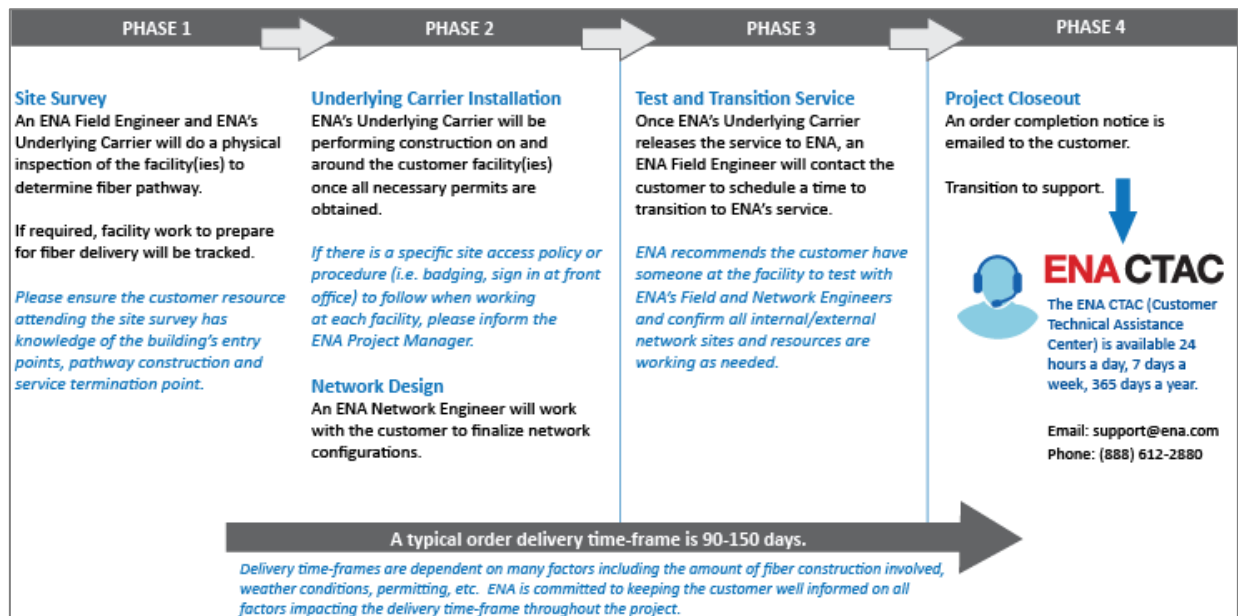 PHASE 1
PHASE 2
PHASE 3
PHASE 4
Site Survey
An ENA Field Engineer and ENA's
Underlying Carrier will do a physical
inspection of the facility(ies) to
determine fiber pathway.
If required, facility work to prepare
for fiber delivery will be tracked.
Please ensure the customer resource
attending the site survey has
knowledge of the building's entry
points, pathway construction and
service termination point.
Underlying Carrier Installation
ENA's Underlying Carrier will be
performing construction on and
around the customer facility(ies)
once all necessary permits are
obtained.
If there is a specific site access policy or
procedure (i.e. badging, sign in at front
office) to follow when working
at each facility, please inform the
ENA Project Manager.
Network Design
An ENA Network Engineer will work
with the customer to finalize network
configurations.
Test and Transition Service
Once ENA's Underlying Carrier
releases the service to ENA, an
ENA Field Engineer will contact the
customer to schedule a time to
transition to ENA's service.
ENA recommends the customer have
someone at the facility to test with
ENA's Field and Network Engineers
and confirm all internal/external
network sites and resources are
working as needed.
Project Closeout
An order completion notice is
emailed to the customer.
Transition to support.
ENA CTAC
The ENA CTAC (Customer
Technical Assistance
Center) is available 24
hours a day, 7 days a
week, 365 days a year.
Email: support@ena.com
Phone: (888) 612-2880
A typical order delivery time-frame is 90-150 days.
Delivery time-frames are dependent on many factors including the amount of fiber construction involved,
weather conditions, permitting, etc. ENA is committed to keeping the customer well informed on all
factors impacting the delivery time-frame throughout the project.